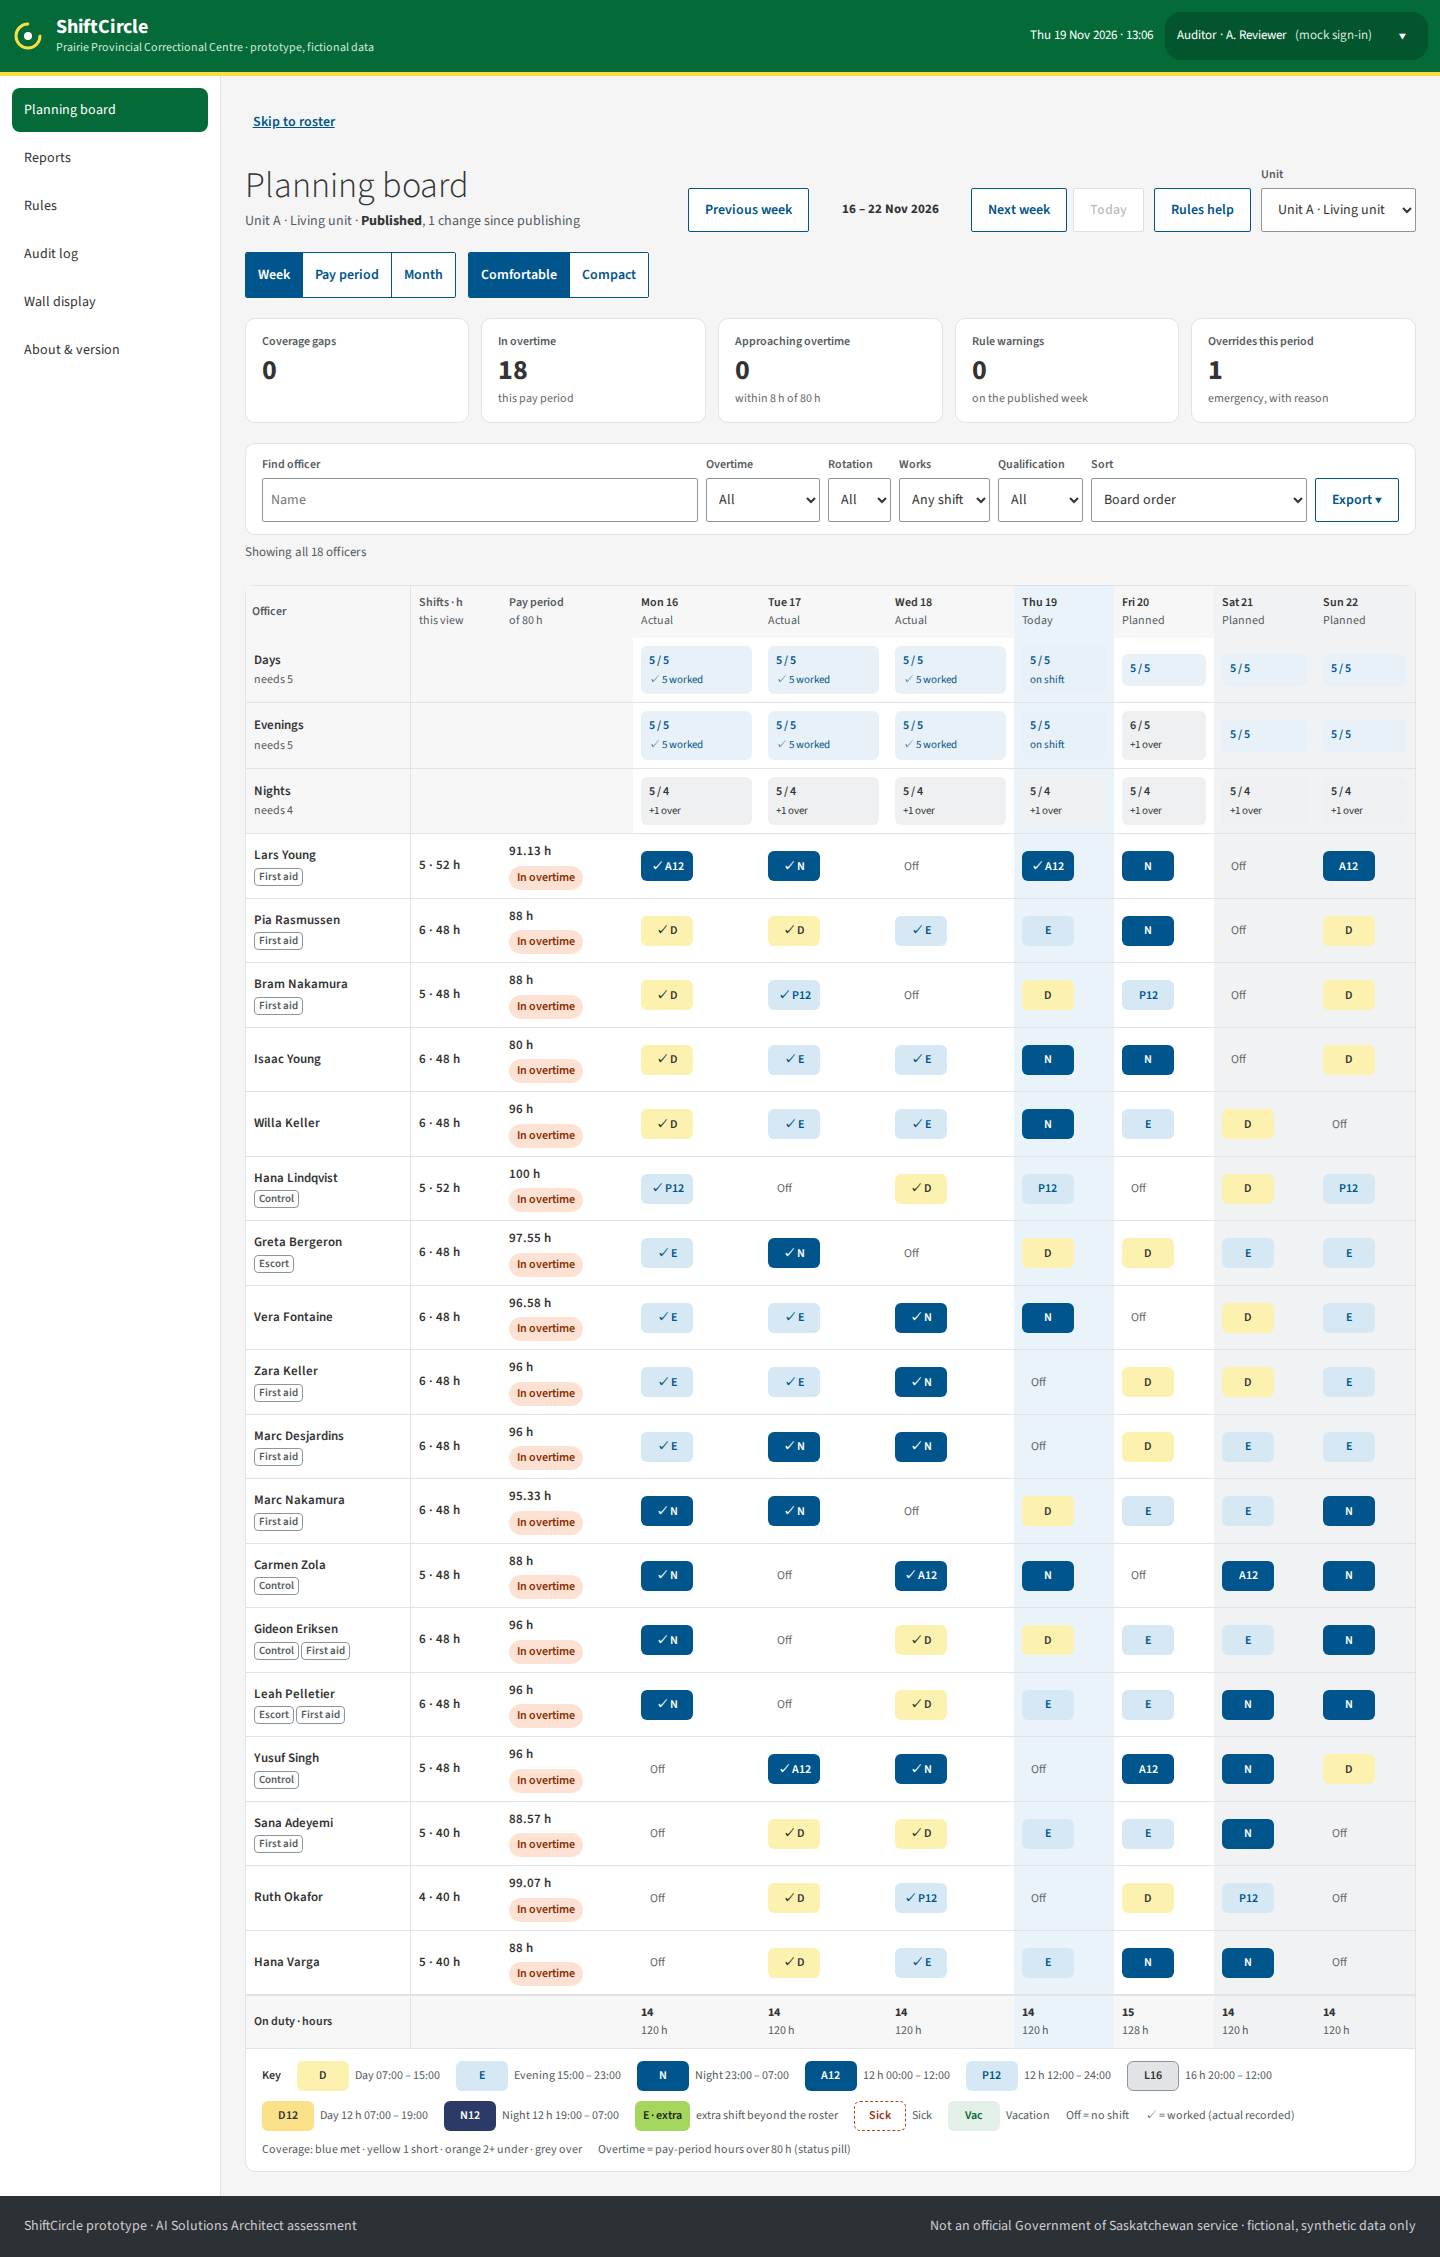 ShiftCircle
Prairie Provincial Correctional Centre · prototype, fictional data
Thu 19 Nov 2026 · 13:06
Auditor · A. Reviewer (mock sign-in) ▾
Planning board
Reports
Rules
Audit log
Wall display
About & version
Skip to roster
Planning board
Unit A · Living unit · Published, 1 change since publishing
Previous week
16 – 22 Nov 2026
Next week
Today
Rules help
Unit
Unit A · Living unit
Week Pay period Month
Comfortable Compact
Coverage gaps
0
In overtime
18
this pay period
Approaching overtime
0
within 8 h of 80 h
Rule warnings
0
on the published week
Overrides this period
1
emergency, with reason
Find officer Overtime Rotation Works Qualification Sort
Name All All Any shift All Board order Export ▾
Showing all 18 officers
Officer Shifts · h this view Pay period of 80 h Mon 16 Actual Tue 17 Actual Wed 18 Actual Thu 19 Today Fri 20 Planned Sat 21 Planned Sun 22 Planned
Days 5 / 5 5 / 5 5 / 5 5 / 5 5 / 5 5 / 5 5 / 5
needs 5 ✓ 5 worked ✓ 5 worked ✓ 5 worked on shift
Evenings 5 / 5 5 / 5 5 / 5 5 / 5 6 / 5 5 / 5 5 / 5
needs 5 ✓ 5 worked ✓ 5 worked ✓ 5 worked on shift +1 over
Nights 5 / 4 5 / 4 5 / 4 5 / 4 5 / 4 5 / 4 5 / 4
needs 4 +1 over +1 over +1 over +1 over +1 over +1 over +1 over
Lars Young First aid 5 · 52 h 91.13 h In overtime ✓ A12 ✓ N Off ✓ A12 N Off A12
Pia Rasmussen First aid 6 · 48 h 88 h In overtime ✓ D ✓ D ✓ E E N Off D
Bram Nakamura First aid 5 · 48 h 88 h In overtime ✓ D ✓ P12 Off D P12 Off D
Isaac Young 6 · 48 h 80 h In overtime ✓ D ✓ E ✓ E N N Off D
Willa Keller 6 · 48 h 96 h In overtime ✓ D ✓ E ✓ E N E D Off
Hana Lindqvist Control 5 · 52 h 100 h In overtime ✓ P12 Off ✓ D P12 Off D P12
Greta Bergeron Escort 6 · 48 h 97.55 h In overtime ✓ E ✓ N Off D D E E
Vera Fontaine 6 · 48 h 96.58 h In overtime ✓ E ✓ E ✓ N N Off D E
Zara Keller First aid 6 · 48 h 96 h In overtime ✓ E ✓ E ✓ N Off D D E
Marc Desjardins First aid 6 · 48 h 96 h In overtime ✓ E ✓ N ✓ N Off D E E
Marc Nakamura First aid 6 · 48 h 95.33 h In overtime ✓ N ✓ N Off D E E N
Carmen Zola Control 5 · 48 h 88 h In overtime ✓ N Off ✓ A12 N Off A12 N
Gideon Eriksen Control First aid 6 · 48 h 96 h In overtime ✓ N Off ✓ D D E E N
Leah Pelletier Escort First aid 6 · 48 h 96 h In overtime ✓ N Off ✓ D E E N N
Yusuf Singh Control 5 · 48 h 96 h In overtime Off ✓ A12 ✓ N Off A12 N D
Sana Adeyemi First aid 5 · 40 h 88.57 h In overtime Off ✓ D ✓ D E E N Off
Ruth Okafor 4 · 40 h 99.07 h In overtime Off ✓ D ✓ P12 Off D P12 Off
Hana Varga 5 · 40 h 88 h In overtime Off ✓ D ✓ E E N N Off
On duty · hours 14 14 14 14 15 14 14
120 h 120 h 120 h 120 h 128 h 120 h 120 h
Key D Day 07:00 – 15:00 E Evening 15:00 – 23:00 N Night 23:00 – 07:00 A12 12 h 00:00 – 12:00 P12 12 h 12:00 – 24:00 L16 16 h 20:00 – 12:00
D12 Day 12 h 07:00 – 19:00 N12 Night 12 h 19:00 – 07:00 E · extra extra shift beyond the roster Sick Sick Vac Vacation Off = no shift ✓ = worked (actual recorded)
Coverage: blue met · yellow 1 short · orange 2+ under · grey over Overtime = pay-period hours over 80 h (status pill)
ShiftCircle prototype · AI Solutions Architect assessment
Not an official Government of Saskatchewan service · fictional, synthetic data only